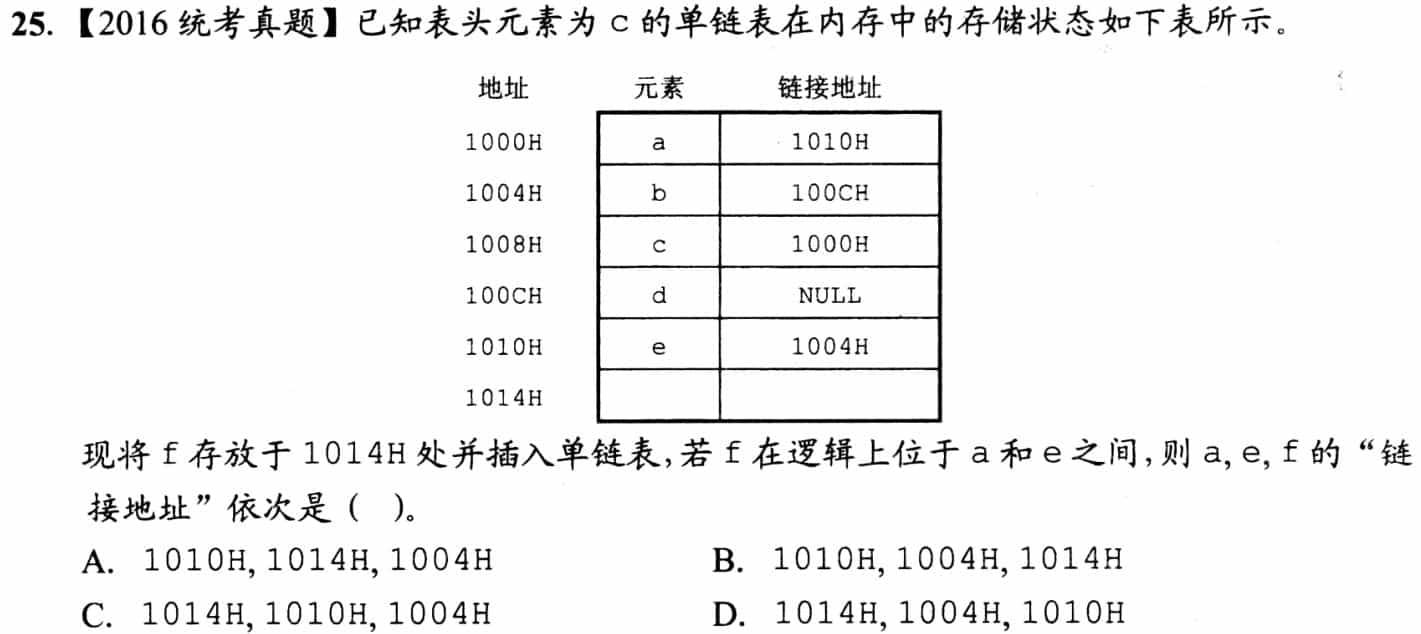 25. 【2016 统考真题】已知表头元素为 c 的单链表在内存中的存储状态如下表所示。
地址 元素 链接地址
1000H a 1010H
1004H b 100CH
1008H c 1000H
100CH d NULL
1010H e 1004H
1014H
现将 f 存放于 1014H 处并插入单链表,若 f 在逻辑上位于 a 和 e 之间,则 a, e, f 的“链
接地址”依次是（ ）。
A. 1010H, 1014H, 1004H B. 1010H, 1004H, 1014H
C. 1014H, 1010H, 1004H D. 1014H, 1004H, 1010H